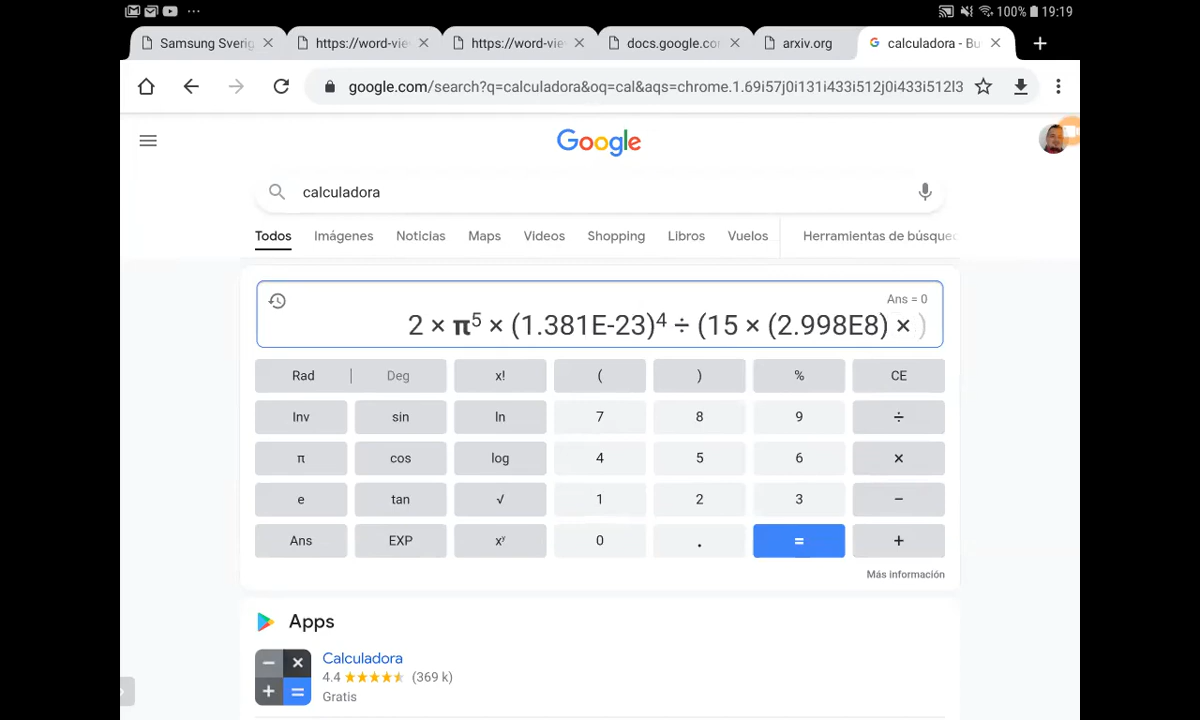 100% 19:19
Samsung Sverig
https://word-vie
https://word-vie
docs.google.co
arxiv.org
calculadora - Bu
google.com/search?q=calculadora&oq=cal&aqs=chrome.1.69i57j0i131i433i512j0i433i512l3
Google
calculadora
Todos Imágenes Noticias Maps Videos Shopping Libros Vuelos Herramientas de búsque
Ans = 0
2 × π⁵ × (1.381E-23)⁴ ÷ (15 × (2.998E8) × )
Rad | Deg x! ( ) % CE
Inv sin ln 7 8 9 ÷
π cos log 4 5 6 ×
e tan √ 1 2 3 −
Ans EXP xʸ 0 . = +
Más información
Apps
Calculadora
4.4 ★★★★★ (369 k)
Gratis